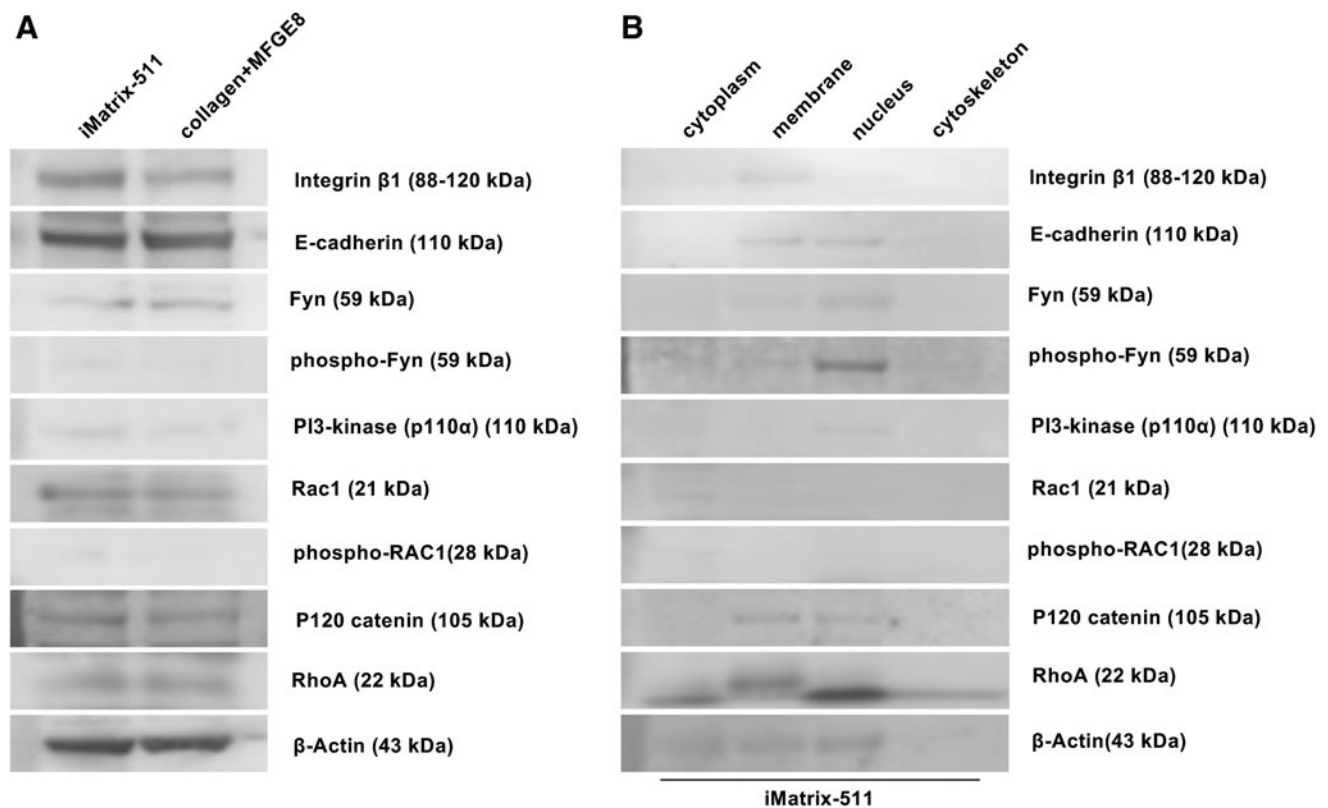 A
iMatrix-511
collagen+MFGE8
Integrin β1 (88-120 kDa)
E-cadherin (110 kDa)
Fyn (59 kDa)
phospho-Fyn (59 kDa)
PI3-kinase (p110α) (110 kDa)
Rac1 (21 kDa)
phospho-RAC1(28 kDa)
P120 catenin (105 kDa)
RhoA (22 kDa)
β-Actin (43 kDa)
B
cytoplasm
membrane
nucleus
cytoskeleton
Integrin β1 (88-120 kDa)
E-cadherin (110 kDa)
Fyn (59 kDa)
phospho-Fyn (59 kDa)
PI3-kinase (p110α) (110 kDa)
Rac1 (21 kDa)
phospho-RAC1(28 kDa)
P120 catenin (105 kDa)
RhoA (22 kDa)
β-Actin(43 kDa)
iMatrix-511